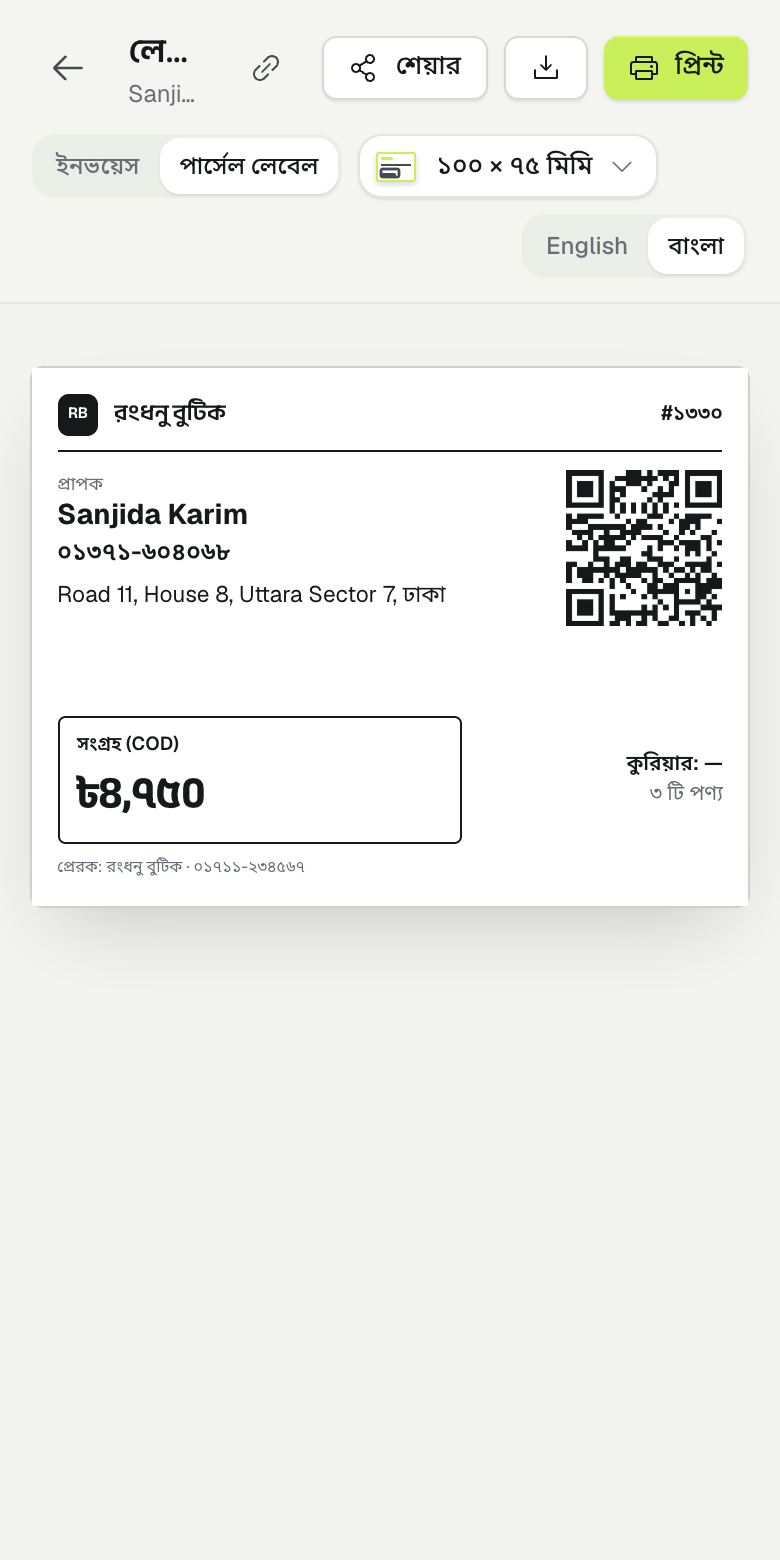 লে...
Sanji...
শেয়ার
প্রিন্ট
ইনভয়েস
পার্সেল লেবেল
১০০ × ৭৫ মিমি
English
বাংলা
RB
রংধনু বুটিক
#১৩৩০
প্রাপক
Sanjida Karim
০১৩৭১-৬০৪০৬৮
Road 11, House 8, Uttara Sector 7, ঢাকা
সংগ্রহ (COD)
৳৪,৭৫০
কুরিয়ার: —
৩ টি পণ্য
প্রেরক: রংধনু বুটিক · ০১৭১১-২৩৪৫৬৭